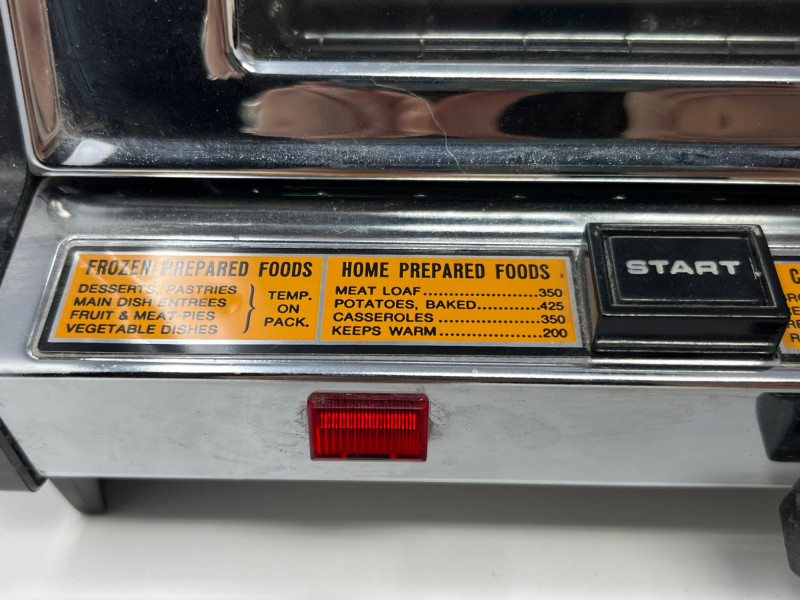 FROZEN PREPARED FOODS
DESSERTS, PASTRIES
MAIN DISH ENTREES
FRUIT & MEAT PIES
VEGETABLE DISHES
TEMP.
ON
PACK.
HOME PREPARED FOODS
MEAT LOAF.......................350
POTATOES, BAKED...........425
CASSEROLES ....................350
KEEPS WARM..................200
START